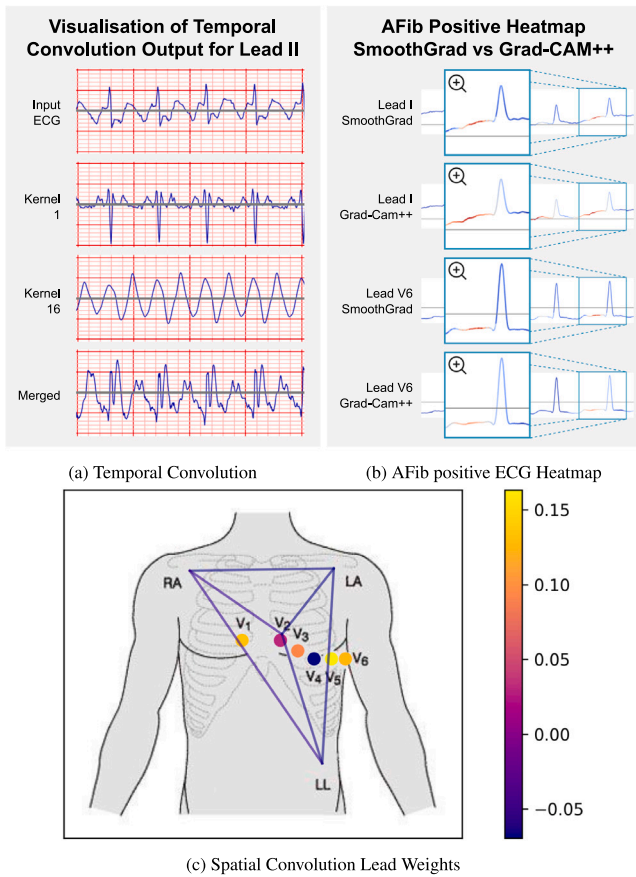 Visualisation of Temporal
Convolution Output for Lead II
Input
ECG
Kernel
1
Kernel
16
Merged
AFib Positive Heatmap
SmoothGrad vs Grad-CAM++
Lead I
SmoothGrad
Lead I
Grad-Cam++
Lead V6
SmoothGrad
Lead V6
Grad-Cam++
(a) Temporal Convolution
(b) AFib positive ECG Heatmap
RA
LA
V1
V2
V3
V4
V5
V6
LL
0.15
0.10
0.05
0.00
−0.05
(c) Spatial Convolution Lead Weights